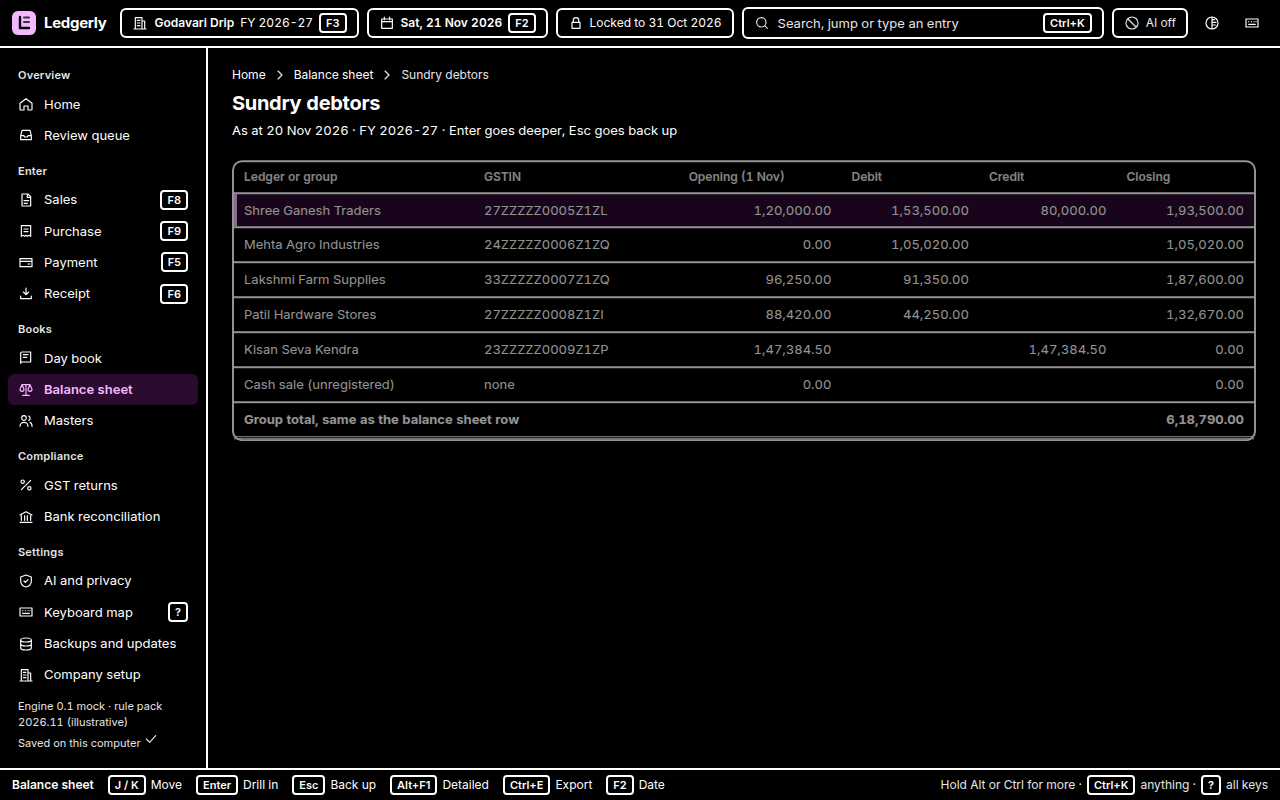 Ledgerly
Godavari Drip FY 2026-27 F3
Sat, 21 Nov 2026 F2
Locked to 31 Oct 2026
Search, jump or type an entry Ctrl+K
AI off
Overview
Home
Review queue
Enter
Sales F8
Purchase F9
Payment F5
Receipt F6
Books
Day book
Balance sheet
Masters
Compliance
GST returns
Bank reconciliation
Settings
AI and privacy
Keyboard map ?
Backups and updates
Company setup
Engine 0.1 mock · rule pack
2026.11 (illustrative)
Saved on this computer
Home > Balance sheet > Sundry debtors
Sundry debtors
As at 20 Nov 2026 · FY 2026-27 · Enter goes deeper, Esc goes back up
Ledger or group GSTIN Opening (1 Nov) Debit Credit Closing
Shree Ganesh Traders 27ZZZZZ0005Z1ZL 1,20,000.00 1,53,500.00 80,000.00 1,93,500.00
Mehta Agro Industries 24ZZZZZ0006Z1ZQ 0.00 1,05,020.00 1,05,020.00
Lakshmi Farm Supplies 33ZZZZZ0007Z1ZQ 96,250.00 91,350.00 1,87,600.00
Patil Hardware Stores 27ZZZZZ0008Z1ZI 88,420.00 44,250.00 1,32,670.00
Kisan Seva Kendra 23ZZZZZ0009Z1ZP 1,47,384.50 1,47,384.50 0.00
Cash sale (unregistered) none 0.00 0.00
Group total, same as the balance sheet row 6,18,790.00
Balance sheet J / K Move Enter Drill in Esc Back up Alt+F1 Detailed Ctrl+E Export F2 Date
Hold Alt or Ctrl for more · Ctrl+K anything · ? all keys